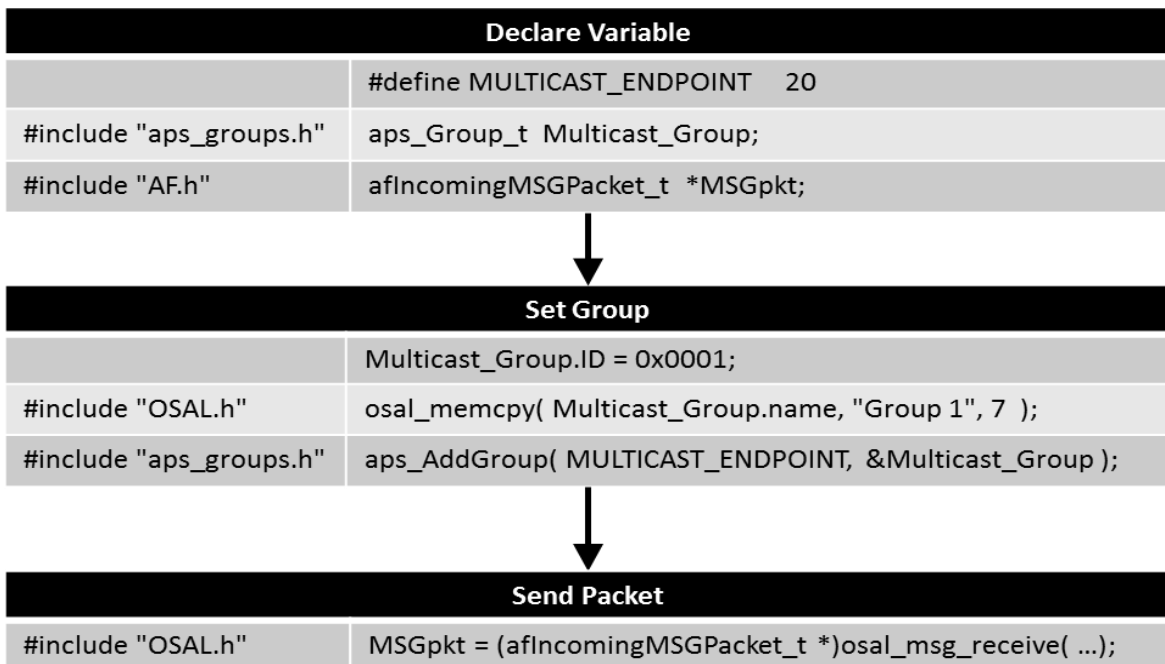 Declare Variable
#define MULTICAST_ENDPOINT 20
#include "aps_groups.h" aps_Group_t Multicast_Group;
#include "AF.h" afIncomingMSGPacket_t *MSGpkt;
Set Group
Multicast_Group.ID = 0x0001;
#include "OSAL.h" osal_memcpy( Multicast_Group.name, "Group 1", 7 );
#include "aps_groups.h" aps_AddGroup( MULTICAST_ENDPOINT, &Multicast_Group );
Send Packet
#include "OSAL.h" MSGpkt = (afIncomingMSGPacket_t *)osal_msg_receive( ...);